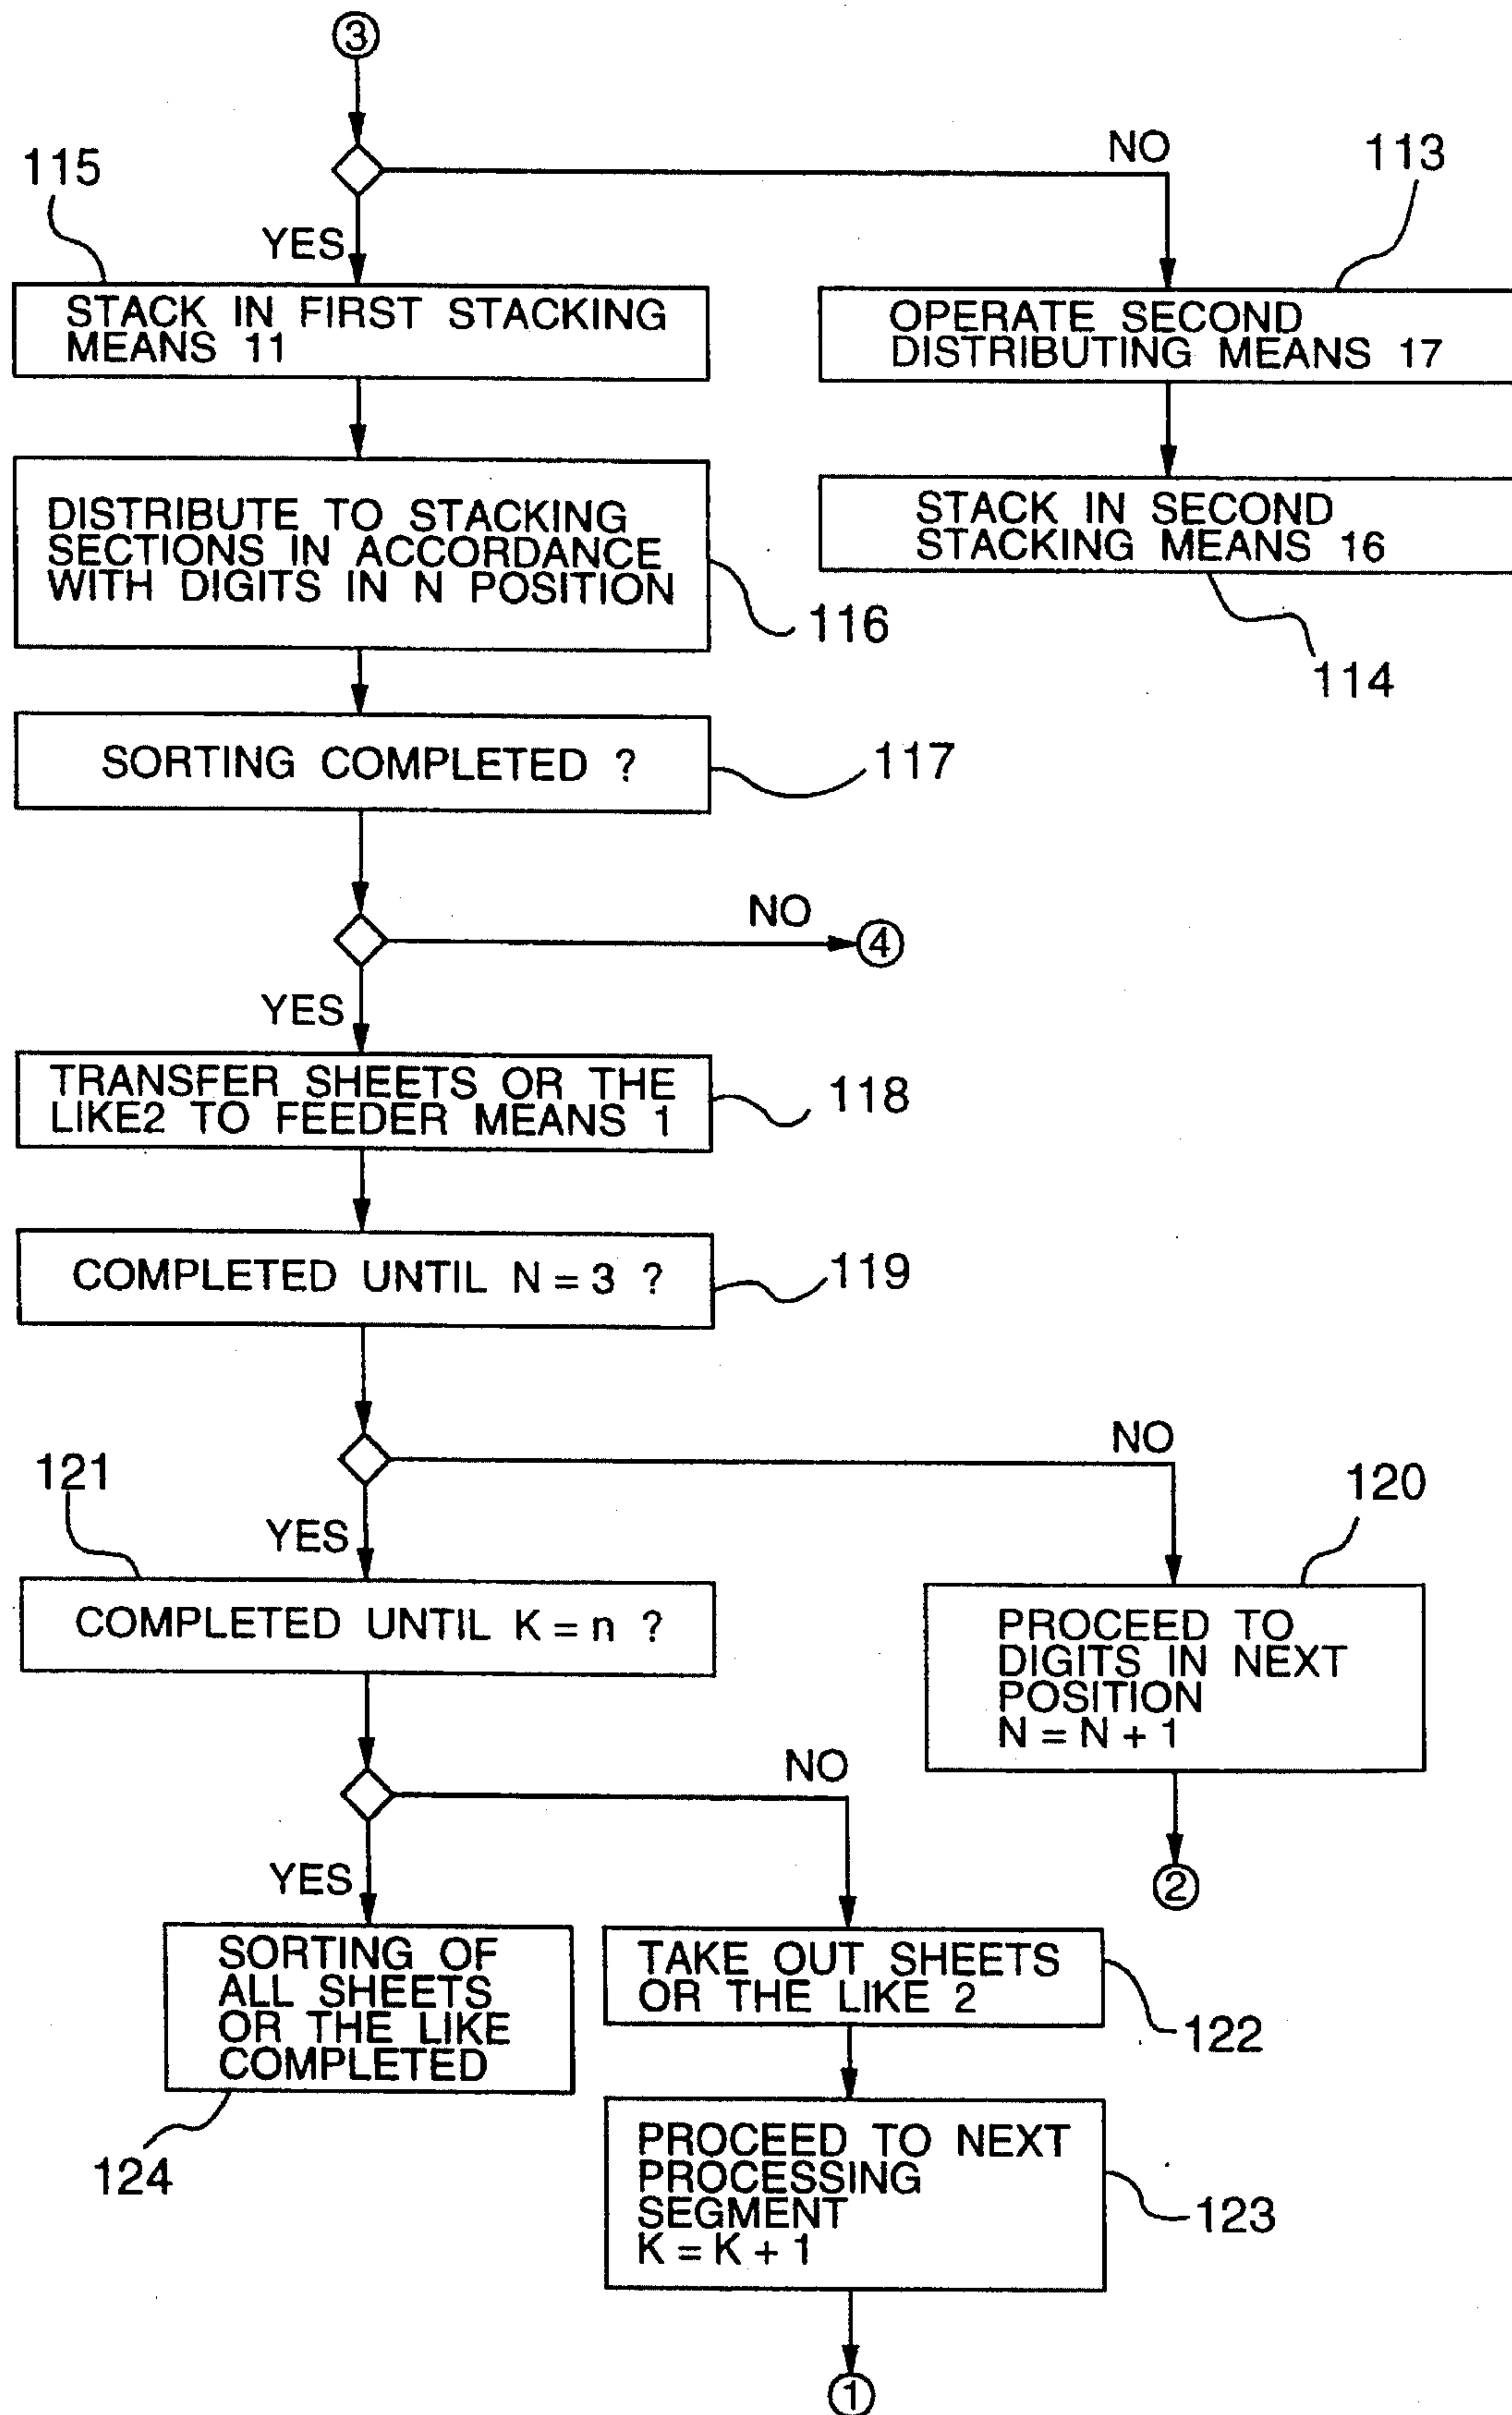 3
NO
113
115
YES
STACK IN FIRST STACKING
MEANS 11
OPERATE SECOND
DISTRIBUTING MEANS 17
DISTRIBUTE TO STACKING
SECTIONS IN ACCORDANCE
WITH DIGITS IN N POSITION
116
STACK IN SECOND
STACKING MEANS 16
114
SORTING COMPLETED ?
117
NO
4
YES
TRANSFER SHEETS OR THE
LIKE2 TO FEEDER MEANS 1
118
COMPLETED UNTIL N = 3 ?
119
NO
121
120
YES
COMPLETED UNTIL K = n ?
PROCEED TO
DIGITS IN NEXT
POSITION
N = N + 1
NO
2
YES
SORTING OF
ALL SHEETS
OR THE LIKE
COMPLETED
124
TAKE OUT SHEETS
OR THE LIKE 2
122
PROCEED TO NEXT
PROCESSING
SEGMENT
K = K + 1
123
1